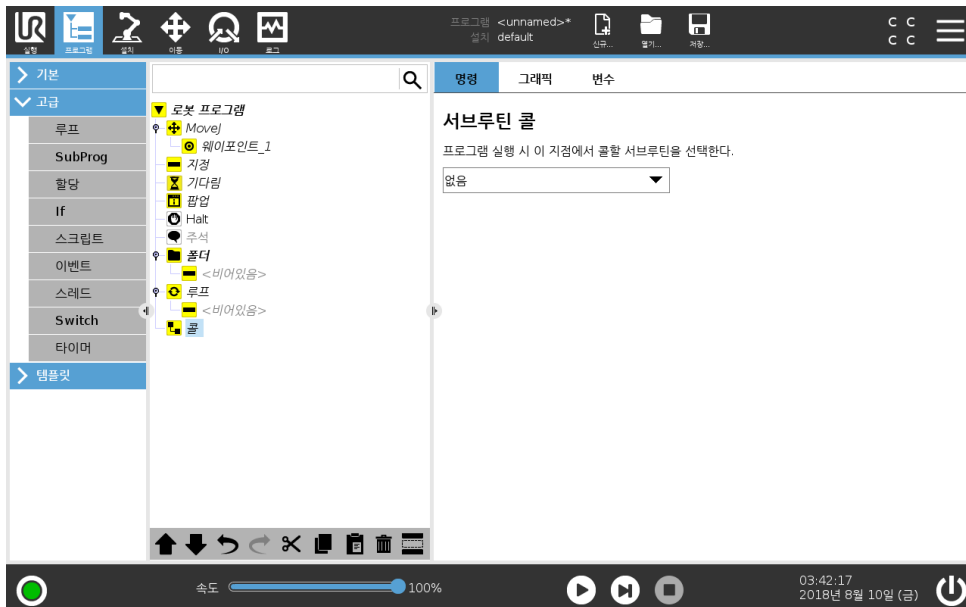 UR
실행
프로그램
설치
이동
I/O
로그
프로그램 <unnamed>*
설치 default
신규...
열기...
저장...
C C
C C
기본
고급
루프
SubProg
할당
If
스크립트
이벤트
스레드
Switch
타이머
템플릿
로봇 프로그램
MoveJ
웨이포인트_1
지정
기다림
팝업
Halt
주석
폴더
<비어있음>
루프
<비어있음>
콜
명령 그래픽 변수
서브루틴 콜
프로그램 실행 시 이 지점에서 콜할 서브루틴을 선택한다.
없음
속도 100%
03:42:17
2018년 8월 10일 (금)